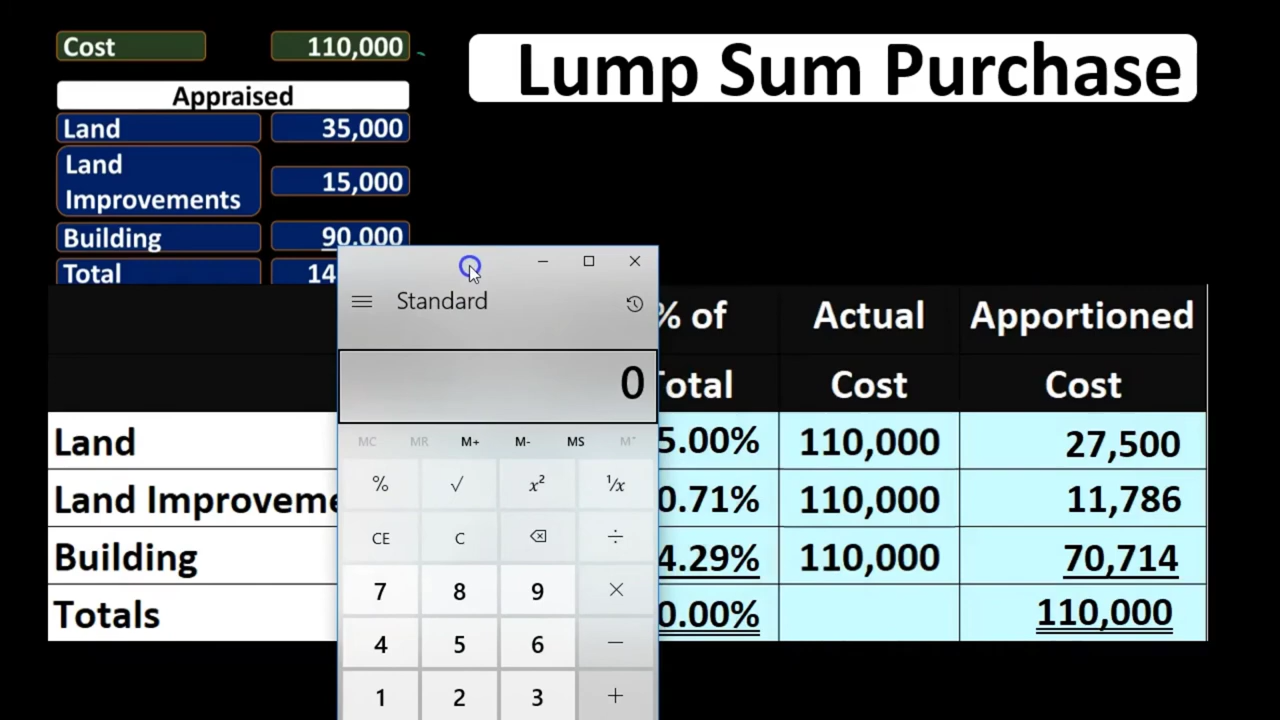 Cost 110,000
Lump Sum Purchase
Appraised
Land 35,000
Land
Improvements 15,000
Building 90,000
Total 14
Standard
0
MC MR M+ M- MS M˅
% √ x² ¹/x
CE C ⌫ ÷
7 8 9 ×
4 5 6 −
1 2 3 +
% of Actual Apportioned
Total Cost Cost
Land 5.00% 110,000 27,500
Land Improveme 0.71% 110,000 11,786
Building 4.29% 110,000 70,714
Totals 0.00% 110,000